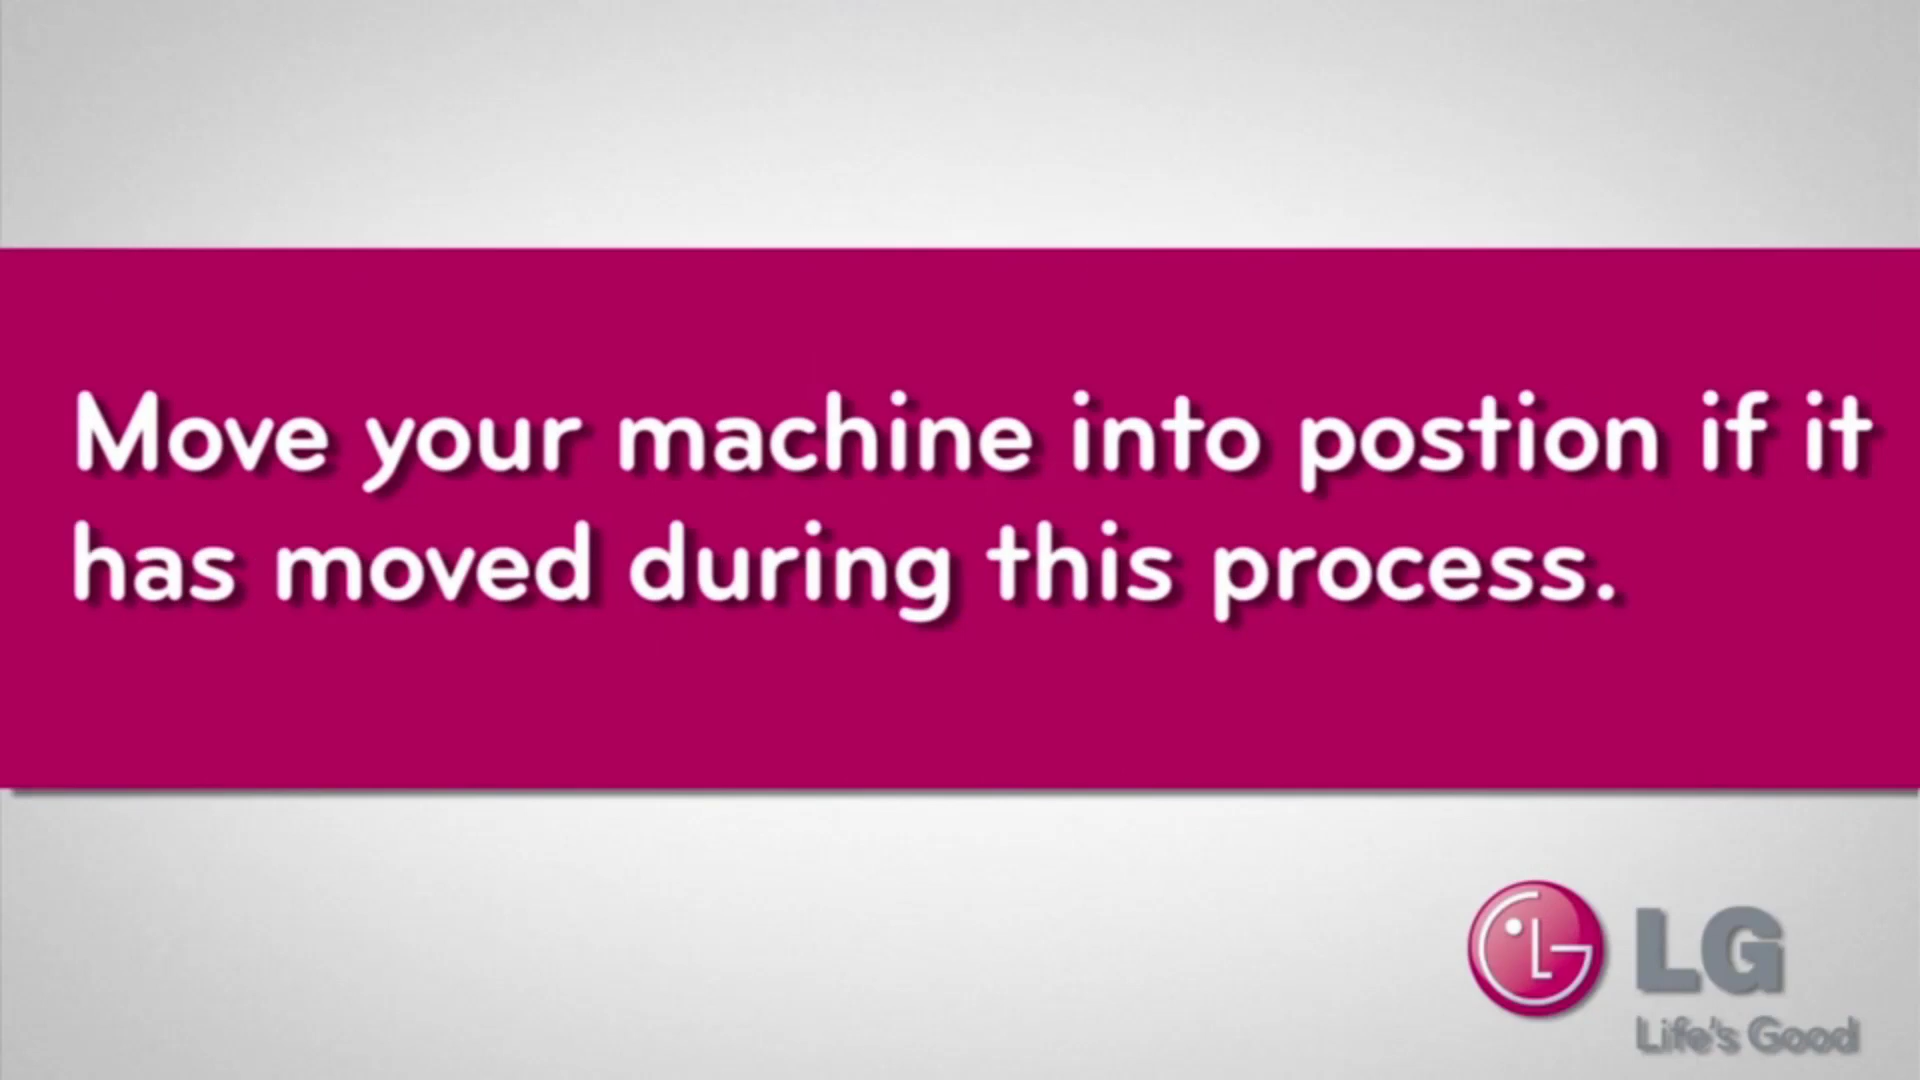 Move your machine into postion if it
has moved during this process.
LG
LG
Life's Good